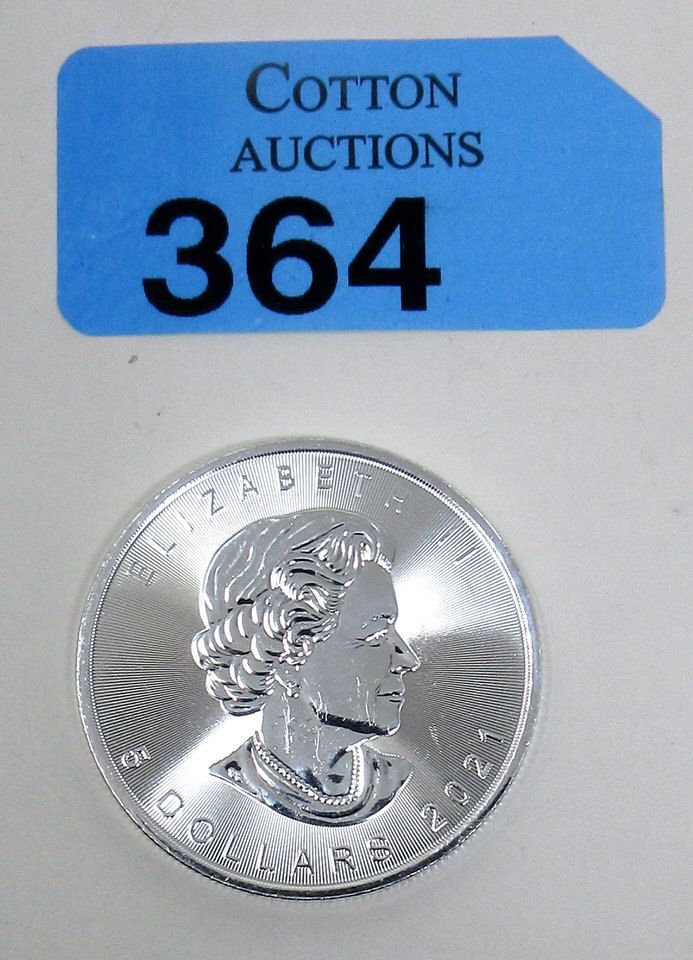 COTTON
AUCTIONS
364
ELIZABETH II
5 DOLLARS 2021